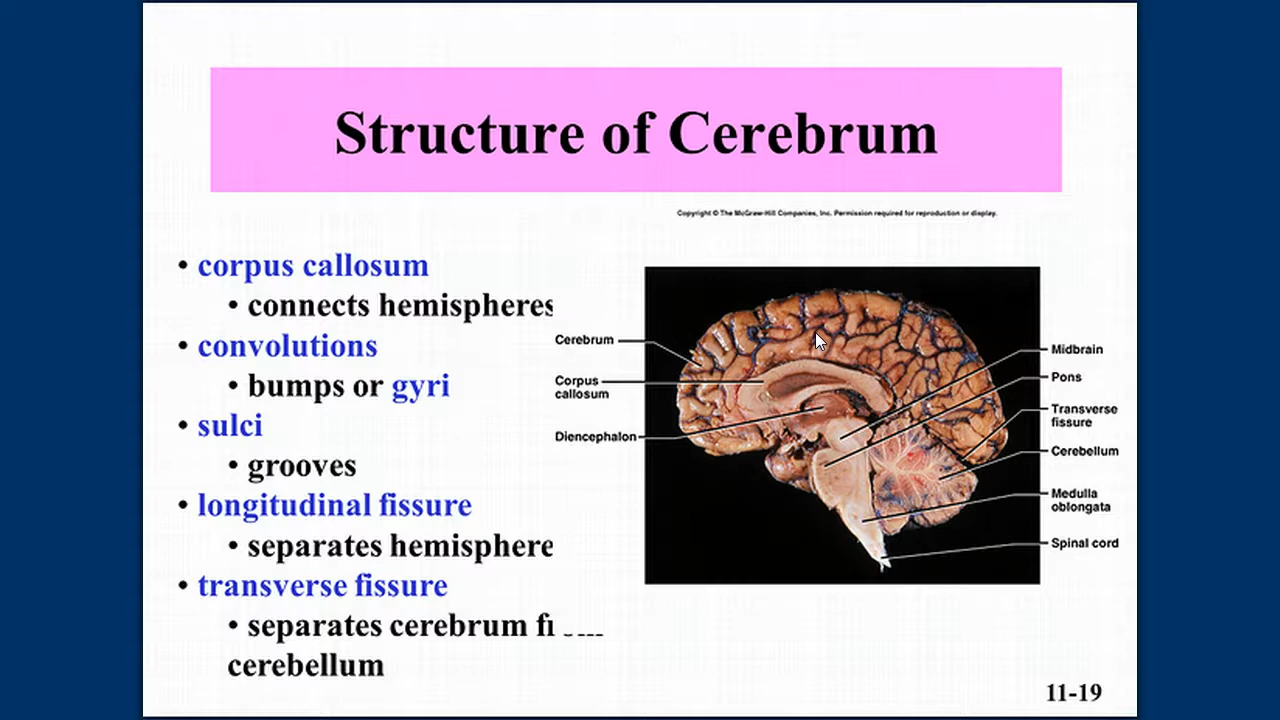 Structure of Cerebrum
Copyright © The McGraw-Hill Companies, Inc. Permission required for reproduction or display.
• corpus callosum
• connects hemispheres
• convolutions
• bumps or gyri
• sulci
• grooves
• longitudinal fissure
• separates hemisphere
• transverse fissure
• separates cerebrum
cerebellum
Cerebrum
Corpus
callosum
Diencephalon
Midbrain
Pons
Transverse
fissure
Cerebellum
Medulla
oblongata
Spinal cord
11-19